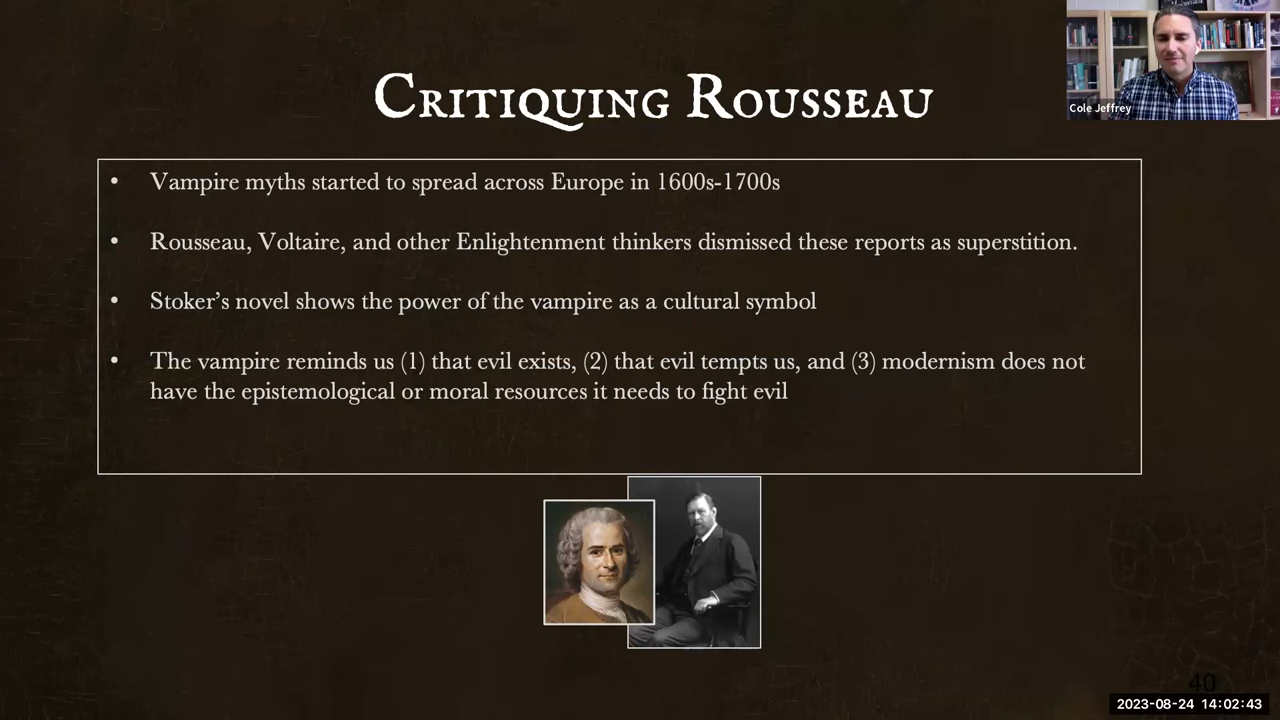 Critiquing Rousseau
Cole Jeffrey
• Vampire myths started to spread across Europe in 1600s-1700s
• Rousseau, Voltaire, and other Enlightenment thinkers dismissed these reports as superstition.
• Stoker’s novel shows the power of the vampire as a cultural symbol
• The vampire reminds us (1) that evil exists, (2) that evil tempts us, and (3) modernism does not
have the epistemological or moral resources it needs to fight evil
40
2023-08-24 14:02:43